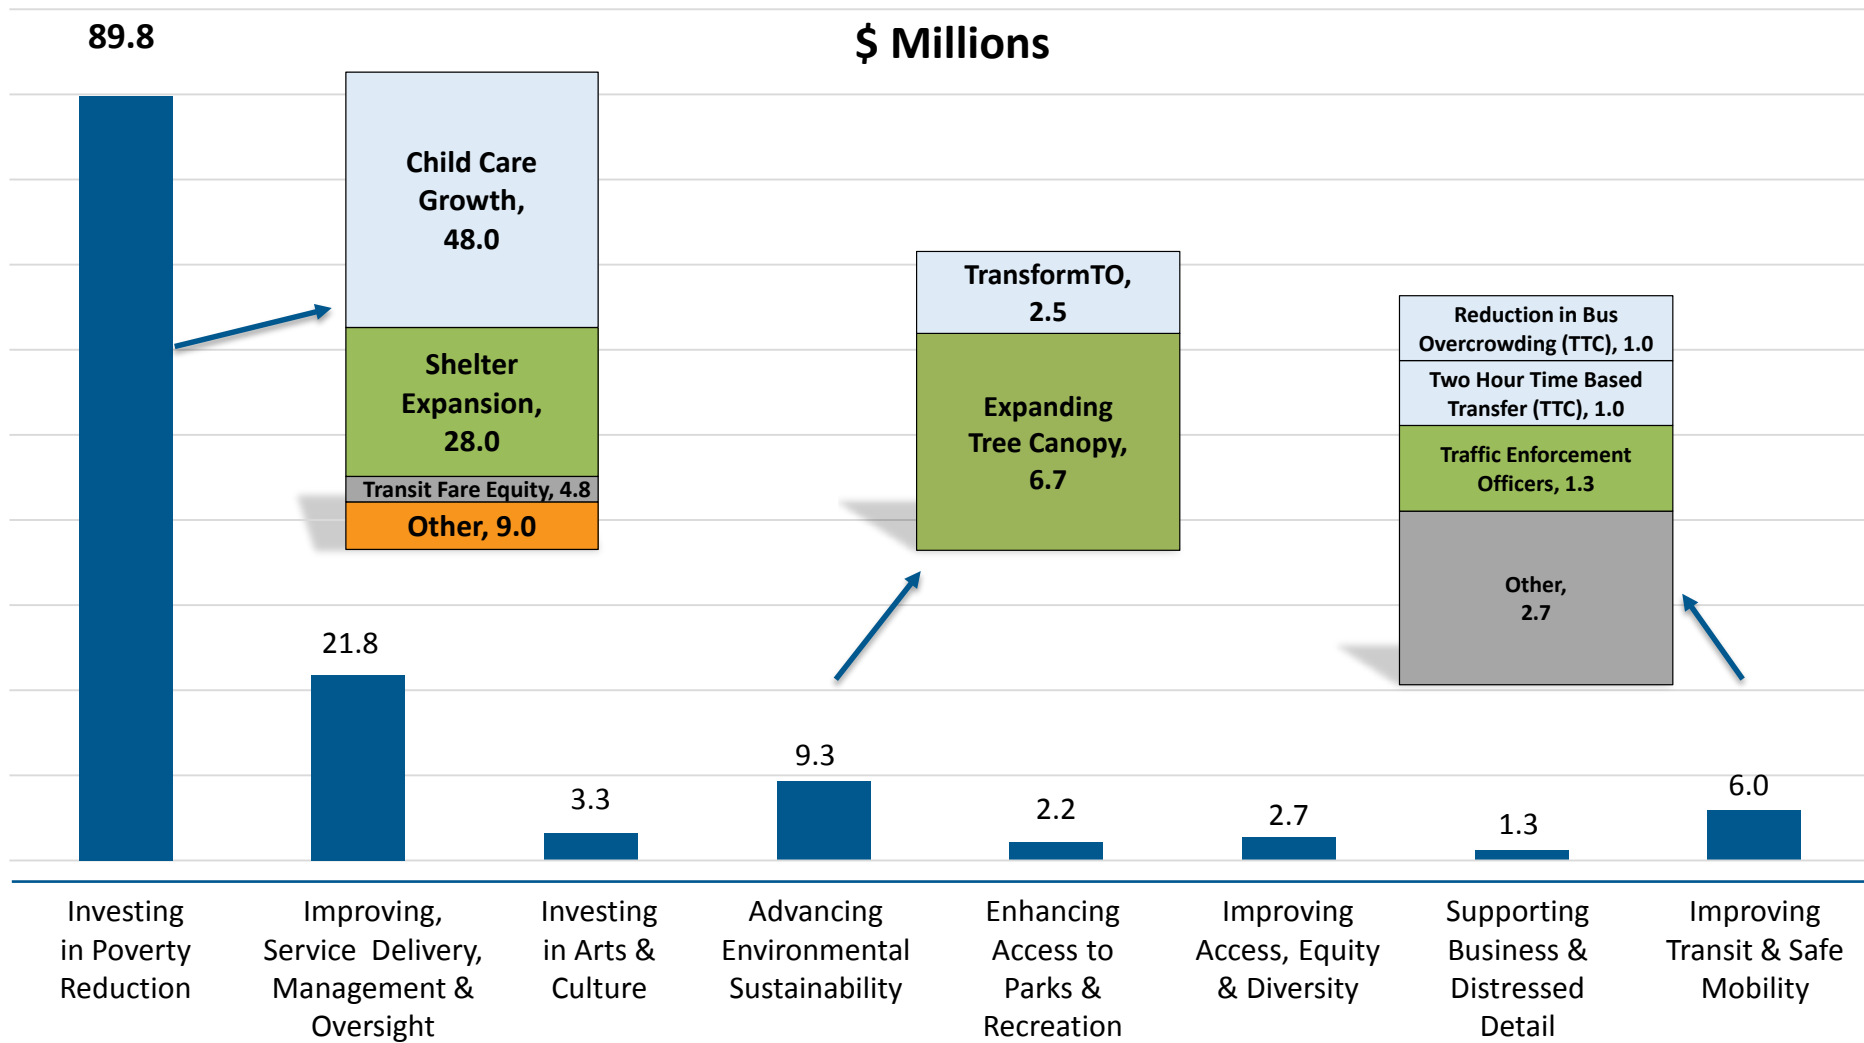 $ Millions
89.8
Child Care
Growth,
48.0
Shelter
Expansion,
28.0
Transit Fare Equity, 4.8
Other, 9.0
TransformTO,
2.5
Expanding
Tree Canopy,
6.7
Reduction in Bus
Overcrowding (TTC), 1.0
Two Hour Time Based
Transfer (TTC), 1.0
Traffic Enforcement
Officers, 1.3
Other,
2.7
21.8
3.3
9.3
2.2
2.7
1.3
6.0
Investing
in Poverty
Reduction
Improving,
Service Delivery,
Management &
Oversight
Investing
in Arts &
Culture
Advancing
Environmental
Sustainability
Enhancing
Access to
Parks &
Recreation
Improving
Access, Equity
& Diversity
Supporting
Business &
Distressed
Detail
Improving
Transit & Safe
Mobility